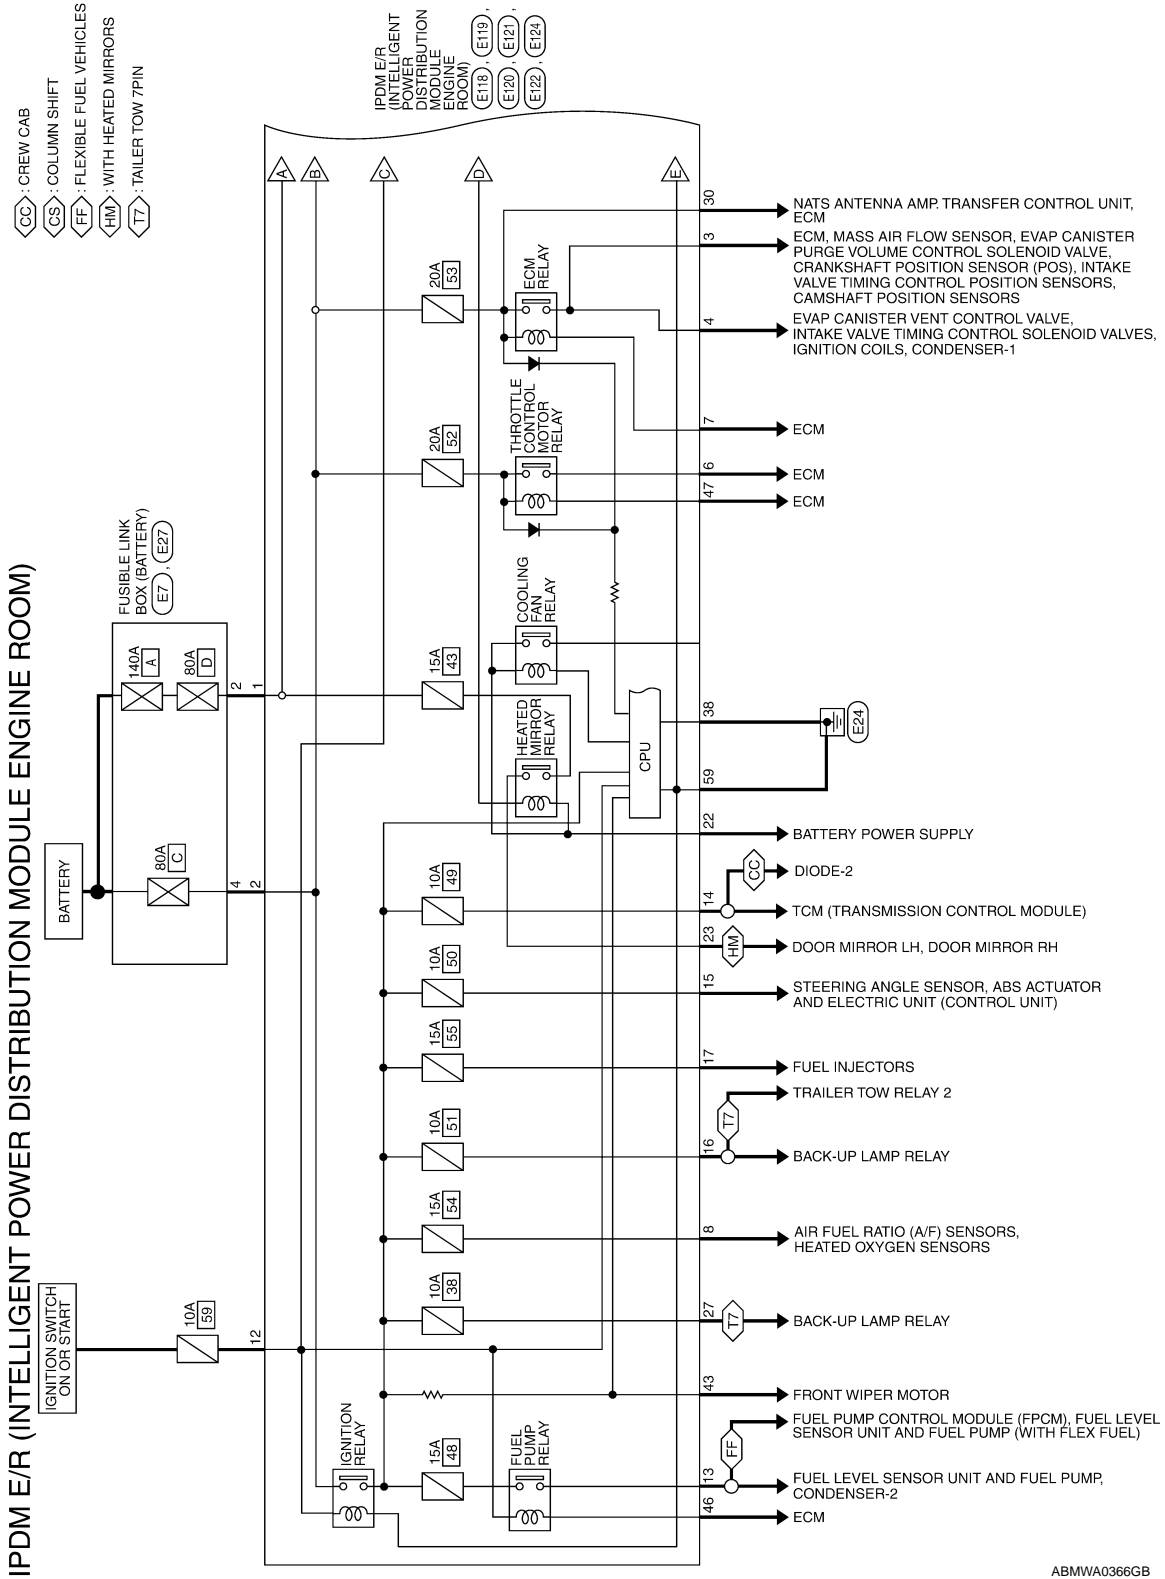 IPDM E/R (INTELLIGENT POWER DISTRIBUTION MODULE ENGINE ROOM)
CC : CREW CAB
CS : COLUMN SHIFT
FF : FLEXIBLE FUEL VEHICLES
HM : WITH HEATED MIRRORS
T7 : TAILER TOW 7PIN
IPDM E/R
(INTELLIGENT
POWER
DISTRIBUTION
MODULE
ENGINE
ROOM)
E118 , E119 ,
E120 , E121 ,
E122 , E124
BATTERY
FUSIBLE LINK
BOX (BATTERY)
E7 , E27
140A
A
80A
D
80A
C
2
1
4
2
IGNITION SWITCH
ON OR START
10A
59
12
A
B
C
D
E
20A
53
ECM
RELAY
20A
52
THROTTLE
CONTROL
MOTOR
RELAY
COOLING
FAN
RELAY
15A
43
HEATED
MIRROR
RELAY
CPU
10A
49
10A
50
15A
55
10A
51
15A
54
10A
38
IGNITION
RELAY
15A
48
FUEL
PUMP
RELAY
30
NATS ANTENNA AMP. TRANSFER CONTROL UNIT,
ECM
3
ECM, MASS AIR FLOW SENSOR, EVAP CANISTER
PURGE VOLUME CONTROL SOLENOID VALVE,
CRANKSHAFT POSITION SENSOR (POS), INTAKE
VALVE TIMING CONTROL POSITION SENSORS,
CAMSHAFT POSITION SENSORS
4
EVAP CANISTER VENT CONTROL VALVE,
INTAKE VALVE TIMING CONTROL SOLENOID VALVES,
IGNITION COILS, CONDENSER-1
7
ECM
6
ECM
47
ECM
38
E24
59
22
BATTERY POWER SUPPLY
CC
DIODE-2
14
TCM (TRANSMISSION CONTROL MODULE)
23
HM
DOOR MIRROR LH, DOOR MIRROR RH
15
STEERING ANGLE SENSOR, ABS ACTUATOR
AND ELECTRIC UNIT (CONTROL UNIT)
17
FUEL INJECTORS
T7
TRAILER TOW RELAY 2
16
BACK-UP LAMP RELAY
8
AIR FUEL RATIO (A/F) SENSORS,
HEATED OXYGEN SENSORS
27
T7
BACK-UP LAMP RELAY
43
FRONT WIPER MOTOR
FF
FUEL PUMP CONTROL MODULE (FPCM), FUEL LEVEL
SENSOR UNIT AND FUEL PUMP (WITH FLEX FUEL)
13
FUEL LEVEL SENSOR UNIT AND FUEL PUMP,
CONDENSER-2
46
ECM
ABMWA0366GB